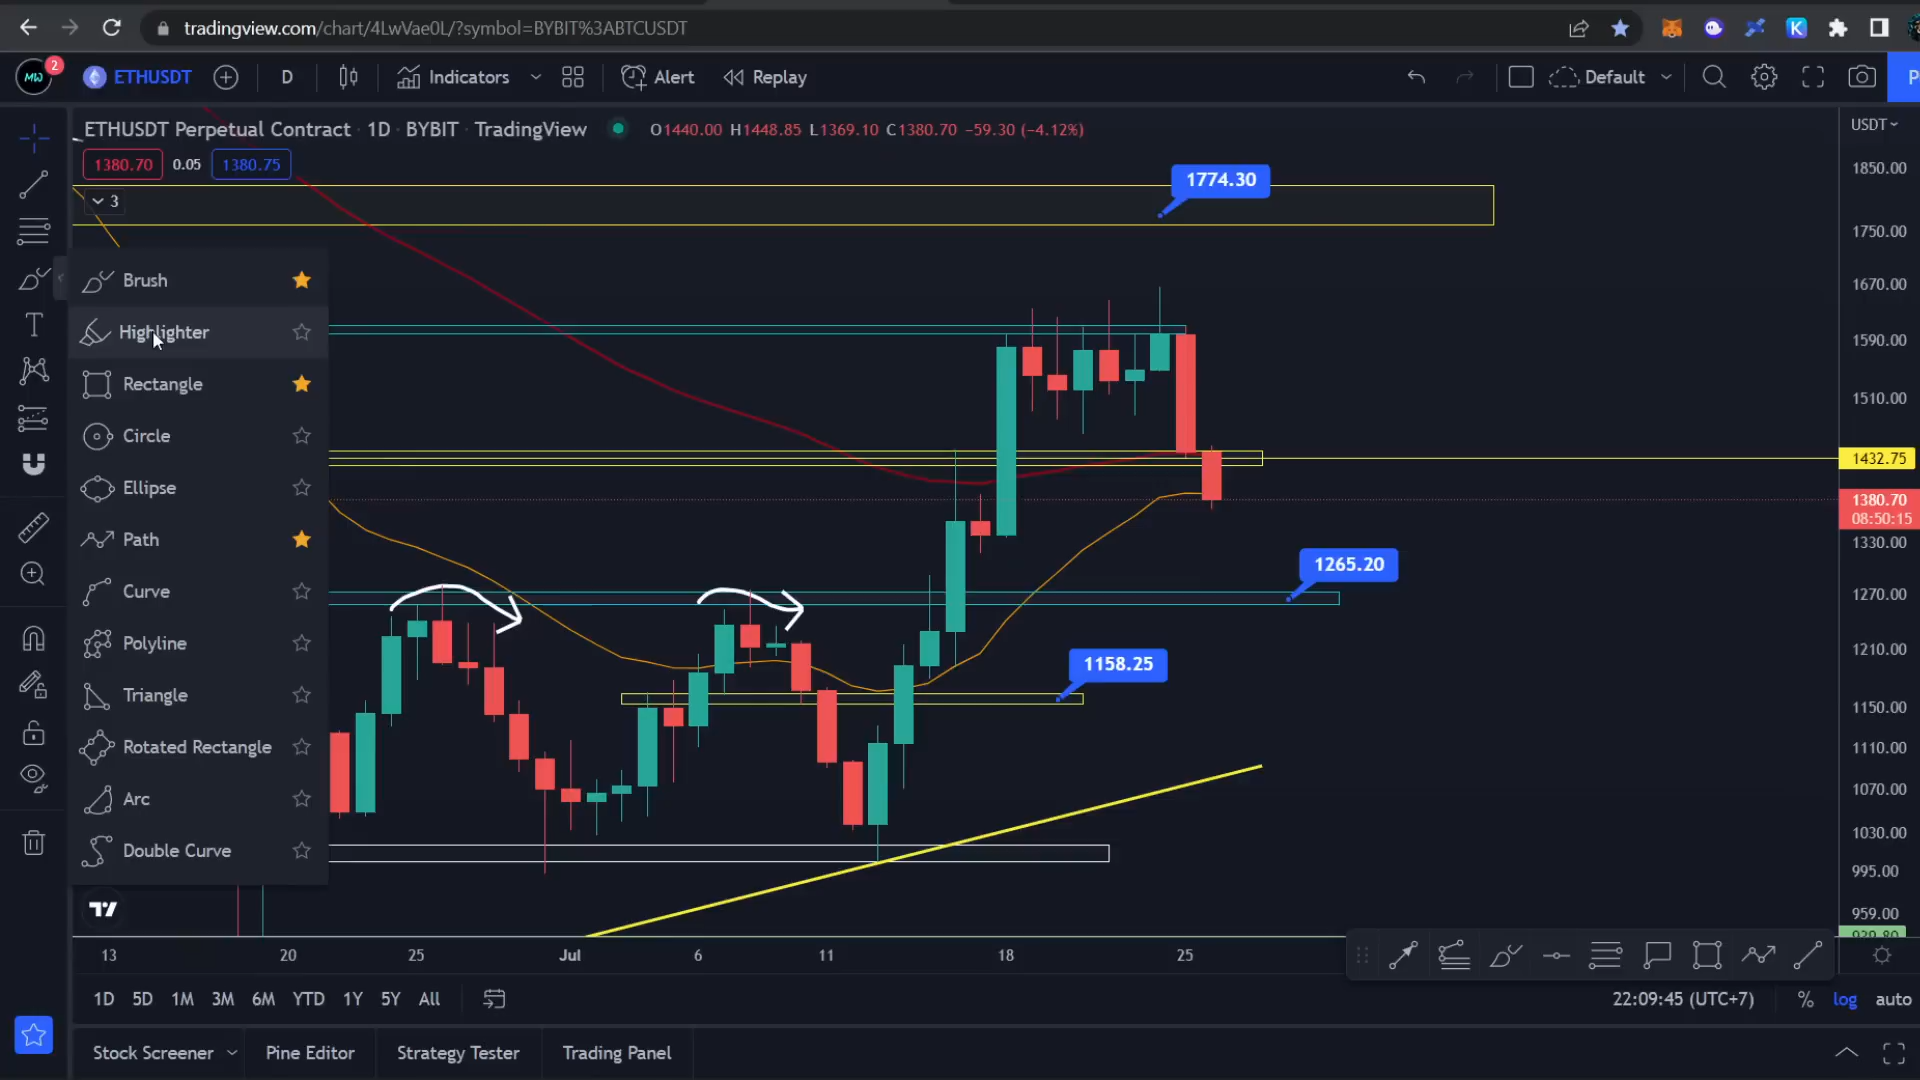 tradingview.com/chart/4LwVae0L/?symbol=BYBIT%3ABTCUSDT
2 ETHUSDT D Indicators Alert Replay Default
ETHUSDT Perpetual Contract · 1D · BYBIT · TradingView O1440.00 H1448.85 L1369.10 C1380.70 −59.30 (−4.12%)
USDT
1380.70 0.05 1380.75
3
1774.30
1850.00
1750.00
1670.00
1590.00
1510.00
1432.75
1380.70
08:50:15
1330.00
1270.00
1210.00
1150.00
1110.00
1070.00
1030.00
995.00
959.00
Brush
Highlighter
Rectangle
Circle
Ellipse
Path
Curve
Polyline
Triangle
Rotated Rectangle
Arc
Double Curve
1265.20
1158.25
13 20 25 Jul 6 11 18 25
1D 5D 1M 3M 6M YTD 1Y 5Y All
22:09:45 (UTC+7) % log auto
Stock Screener Pine Editor Strategy Tester Trading Panel